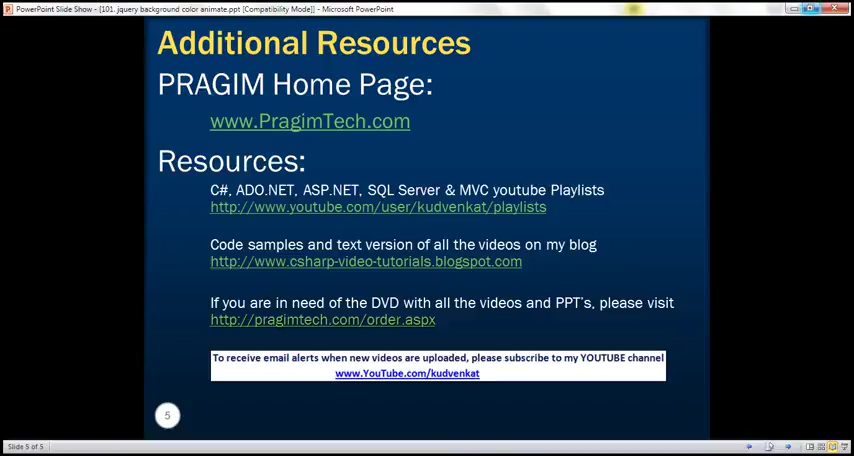 PowerPoint Slide Show - [101. jquery background color animate.ppt [Compatibility Mode]] - Microsoft PowerPoint
Additional Resources
PRAGIM Home Page:
www.PragimTech.com
Resources:
C#, ADO.NET, ASP.NET, SQL Server & MVC youtube Playlists
http://www.youtube.com/user/kudvenkat/playlists
Code samples and text version of all the videos on my blog
http://www.csharp-video-tutorials.blogspot.com
If you are in need of the DVD with all the videos and PPT's, please visit
http://pragimtech.com/order.aspx
To receive email alerts when new videos are uploaded, please subscribe to my YOUTUBE channel
www.YouTube.com/kudvenkat
5
Slide 5 of 5